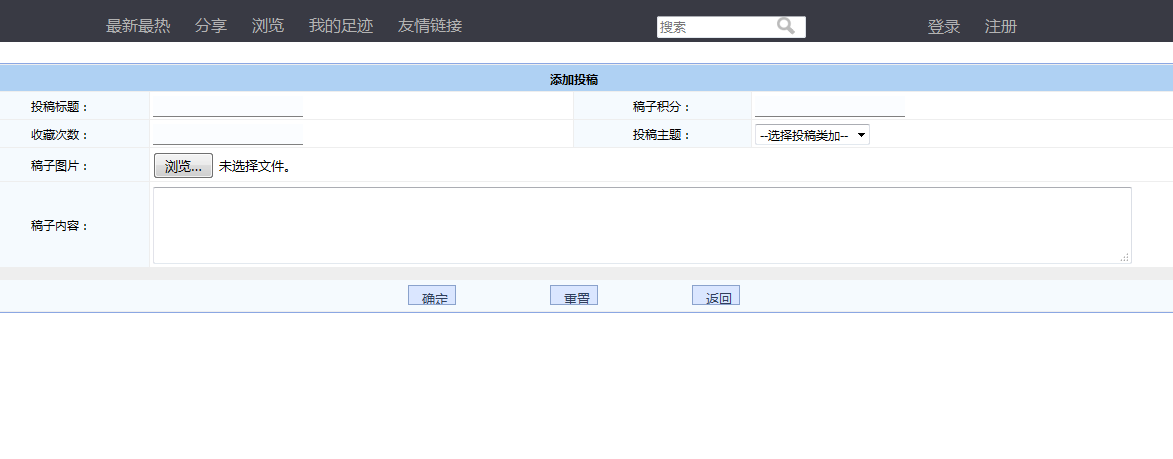 最新最热 分享 浏览 我的足迹 友情链接 搜索 登录 注册
添加投稿
投稿标题： 稿子积分：
收藏次数： 投稿主题： --选择投稿类加--
稿子图片： 浏览... 未选择文件。
稿子内容：
确定 重置 返回